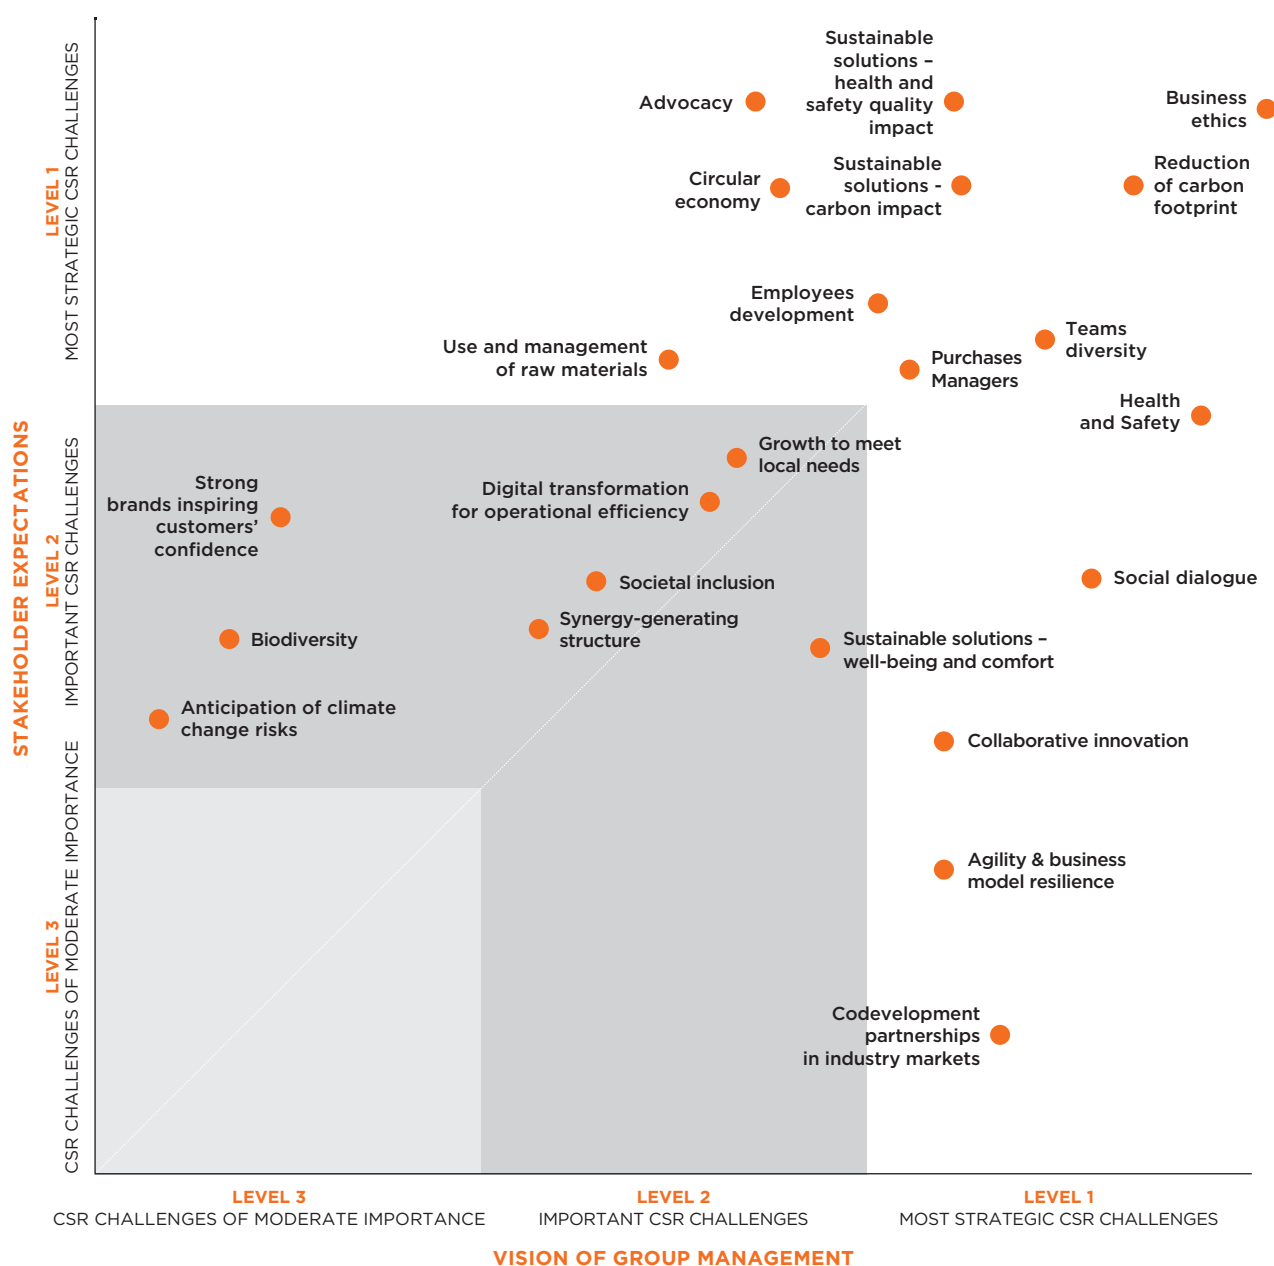 Sustainable
solutions –
health and
safety quality
impact
Advocacy
Business
ethics
Circular
economy
Sustainable
solutions -
carbon impact
Reduction
of carbon
footprint
Employees
development
Use and management
of raw materials
Teams
diversity
Purchases
Managers
Health
and Safety
Growth to meet
local needs
Strong
brands inspiring
customers’
confidence
Digital transformation
for operational efficiency
Societal inclusion
Social dialogue
Synergy-generating
structure
Biodiversity
Sustainable solutions –
well-being and comfort
Anticipation of climate
change risks
Collaborative innovation
Agility & business
model resilience
Codevelopment
partnerships
in industry markets
STAKEHOLDER EXPECTATIONS
LEVEL 1
MOST STRATEGIC CSR CHALLENGES
LEVEL 2
IMPORTANT CSR CHALLENGES
LEVEL 3
CSR CHALLENGES OF MODERATE IMPORTANCE
LEVEL 3
CSR CHALLENGES OF MODERATE IMPORTANCE
LEVEL 2
IMPORTANT CSR CHALLENGES
LEVEL 1
MOST STRATEGIC CSR CHALLENGES
VISION OF GROUP MANAGEMENT